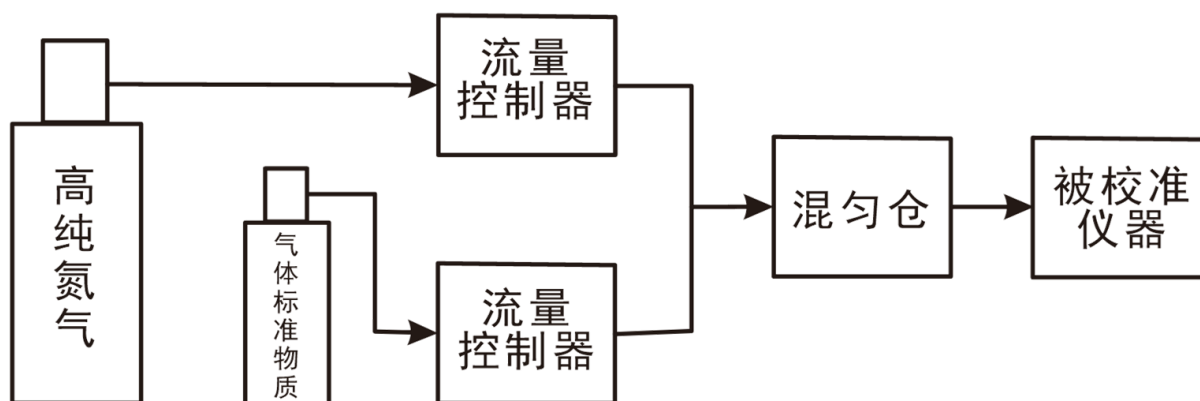 流量
控制器
高纯氮气
气体标准物质
流量
控制器
混匀仓
被校准
仪器